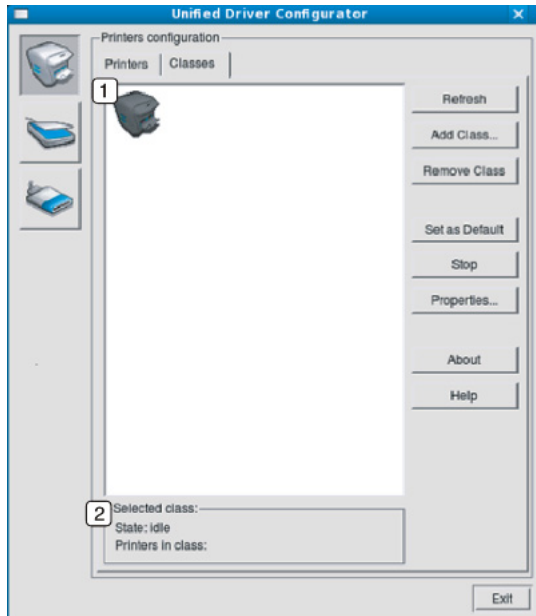 Unified Driver Configurator
Printers configuration
Printers Classes
1
Refresh
Add Class...
Remove Class
Set as Default
Stop
Properties...
About
Help
2
Selected class:
State: idle
Printers in class:
Exit